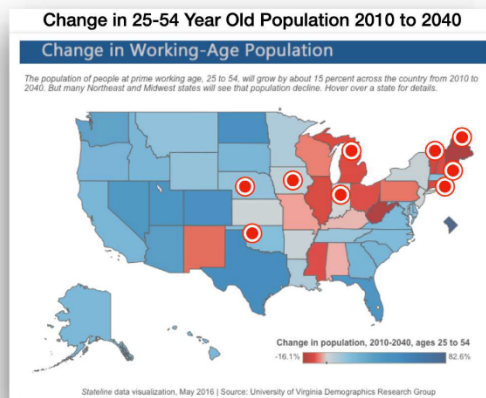 Change in 25-54 Year Old Population 2010 to 2040
Change in Working-Age Population
The population of people at prime working age, 25 to 54, will grow by about 15 percent across the country from 2010 to
2040. But many Northeast and Midwest states will see that population decline. Hover over a state for details.
Change in population, 2010-2040, ages 25 to 54
-16.1% 82.6%
Stateline data visualization, May 2016 | Source: University of Virginia Demographics Research Group